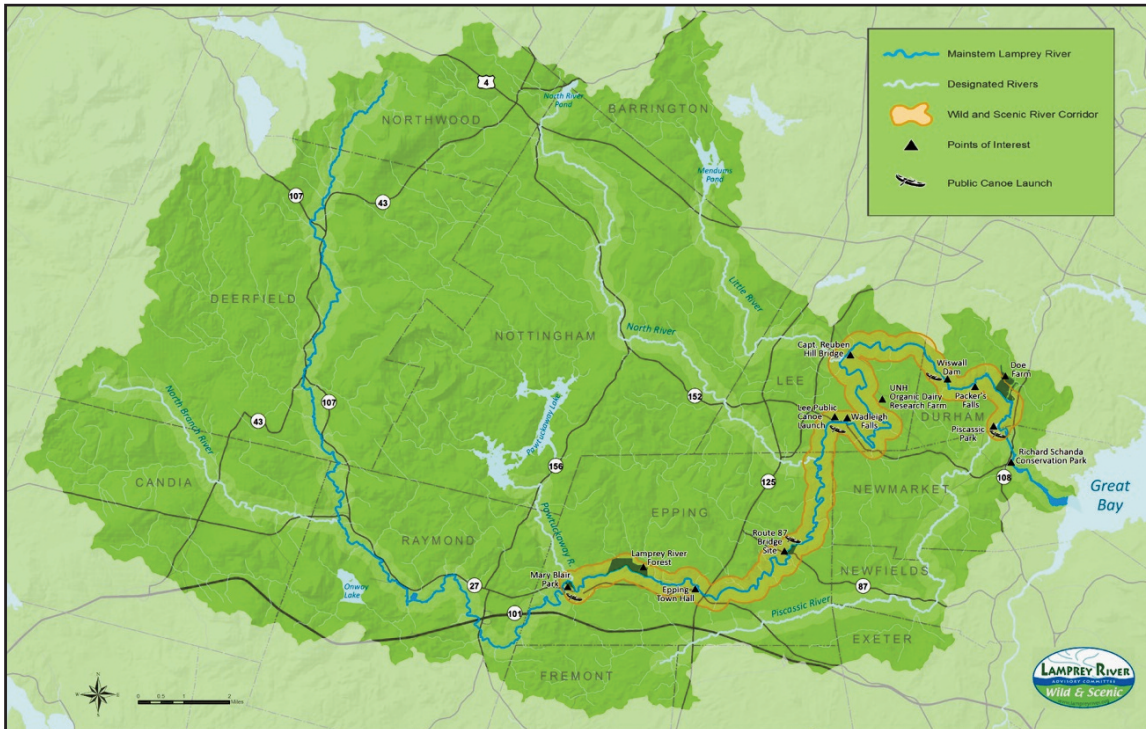 Mainstem Lamprey River
Designated Rivers
Wild and Scenic River Corridor
Points of Interest
Public Canoe Launch
4
North River
Pond
BARRINGTON
NORTHWOOD
Mendums
Pond
107
43
DEERFIELD
Little River
NOTTINGHAM
North River
Capt. Reuben
Hill Bridge
Wiswall
Dam
Doe
Farm
LEE
UNH
Organic Dairy
Research Farm
Packer's
Falls
152
Lee Public
Canoe
Launch
Wadleigh
Falls
DURHAM
Piscassic
Park
North Branch River
107
43
Pawtuckaway Lake
156
Richard Schanda
Conservation Park
108
CANDIA
125
NEWMARKET
Great
Bay
EPPING
RAYMOND
Pawtuckaway R.
Route 87
Bridge
Site
Lamprey River
Forest
Onway
Lake
27
Mary Blair
Park
Epping
Town Hall
NEWFIELDS
87
101
Piscassic River
EXETER
FREMONT
N
0 0.5 1 2
Miles
LAMPREY RIVER
ADVISORY COMMITTEE
Wild & Scenic